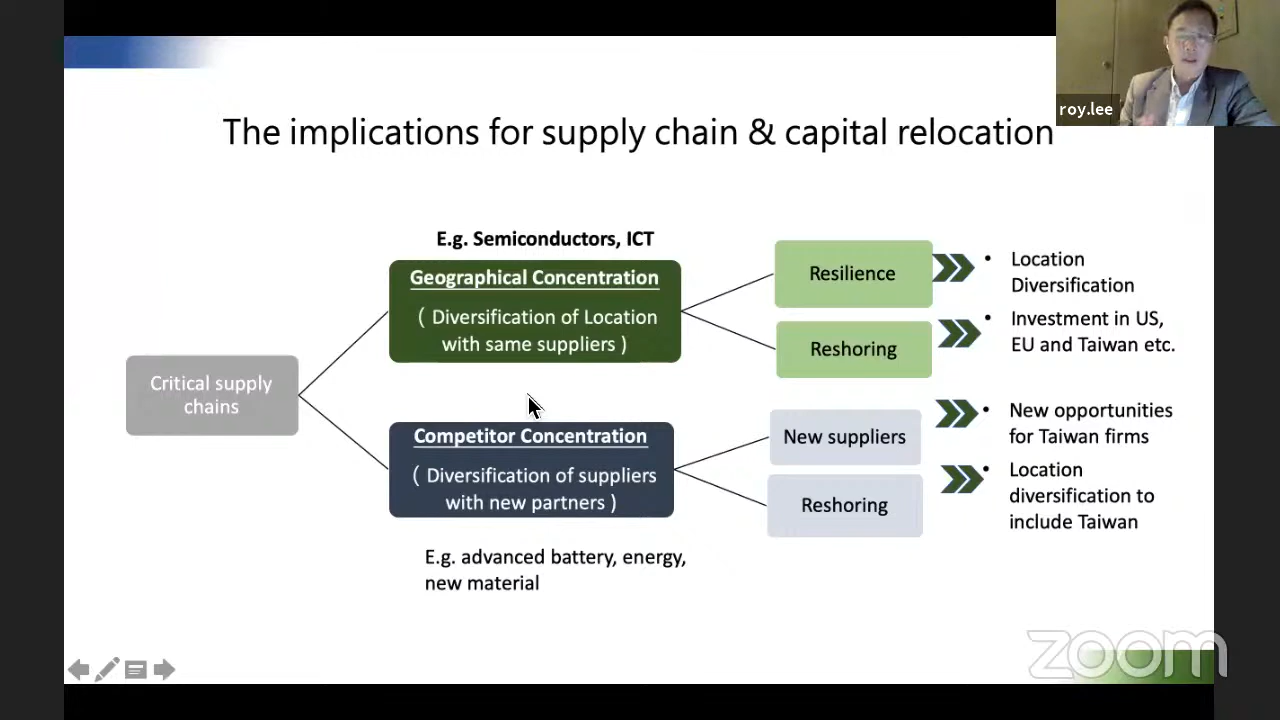 roy.lee
The implications for supply chain & capital relocation
E.g. Semiconductors, ICT
Geographical Concentration
( Diversification of Location
with same suppliers )
Resilience
Location
Diversification
Reshoring
Investment in US,
EU and Taiwan etc.
Critical supply
chains
Competitor Concentration
( Diversification of suppliers
with new partners )
New suppliers
New opportunities
for Taiwan firms
Reshoring
Location
diversification to
include Taiwan
E.g. advanced battery, energy,
new material
zoom